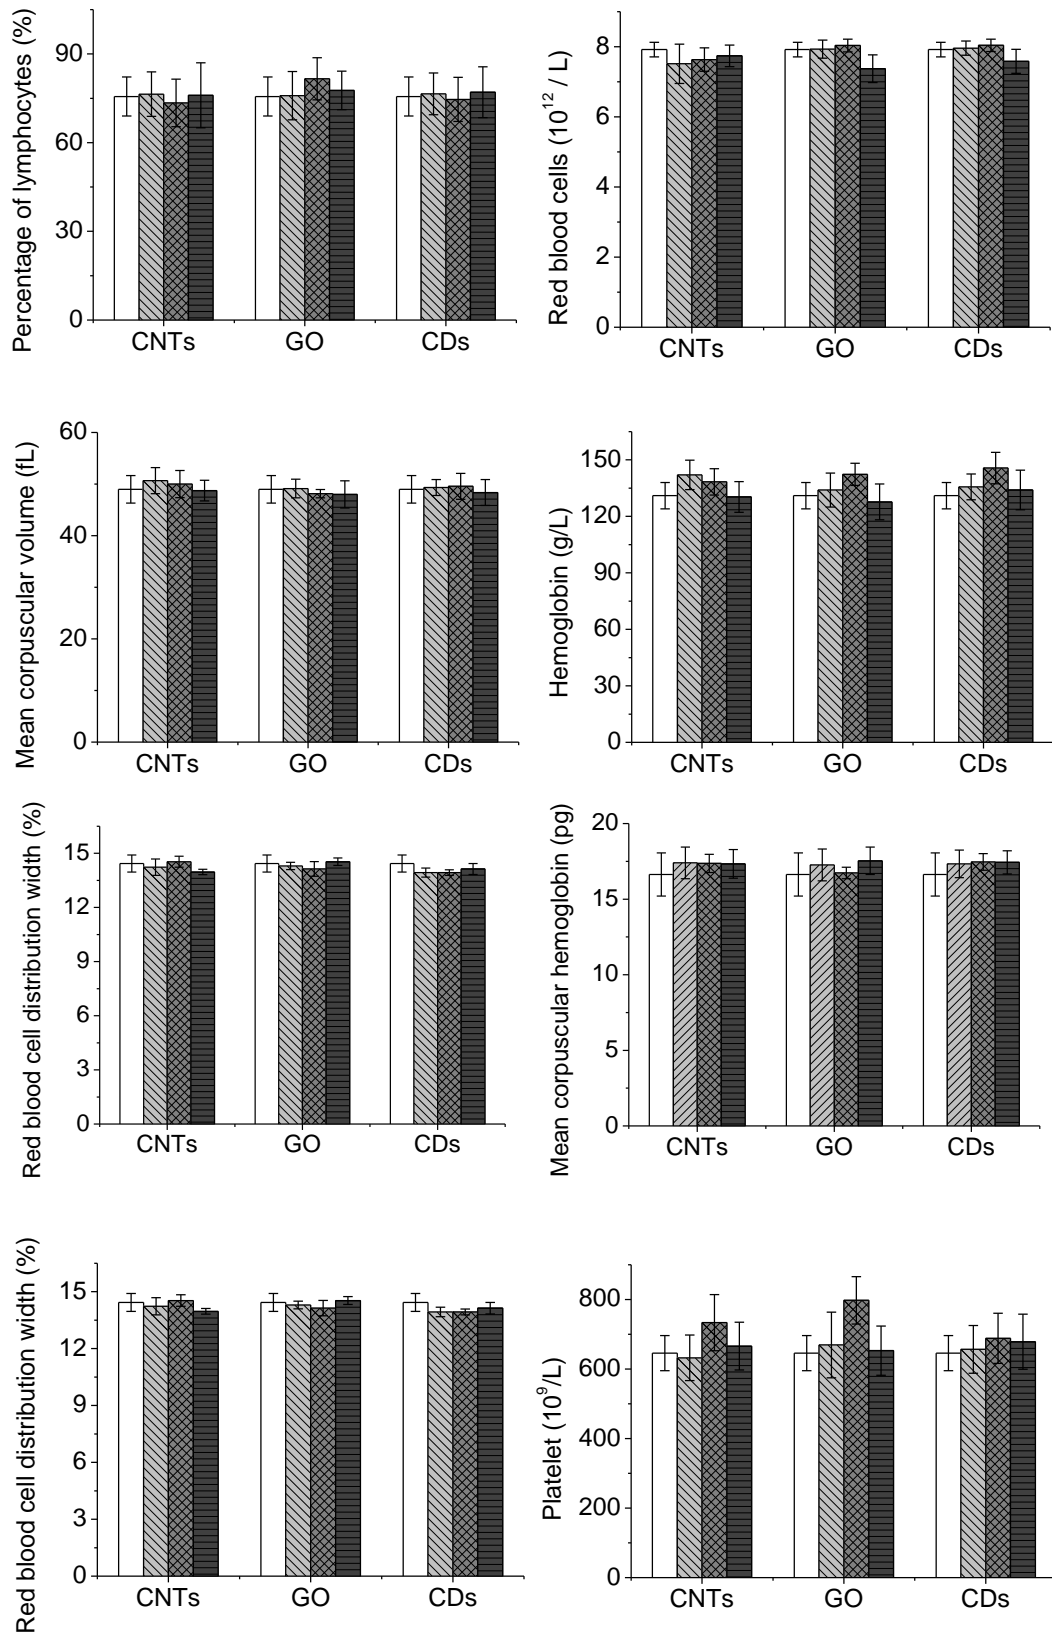 Percentage of lymphocytes (%)
90
60
30
0
CNTs GO CDs
Red blood cells (10^12 / L)
8
6
4
2
0
CNTs GO CDs
Mean corpuscular volume (fL)
60
40
20
0
CNTs GO CDs
Hemoglobin (g/L)
150
120
90
60
30
0
CNTs GO CDs
Red blood cell distribution width (%)
15
12
9
6
3
0
CNTs GO CDs
Mean corpuscular hemoglobin (pg)
20
15
10
5
0
CNTs GO CDs
Red blood cell distribution width (%)
15
12
9
6
3
0
CNTs GO CDs
Platelet (10^9/L)
800
600
400
200
0
CNTs GO CDs